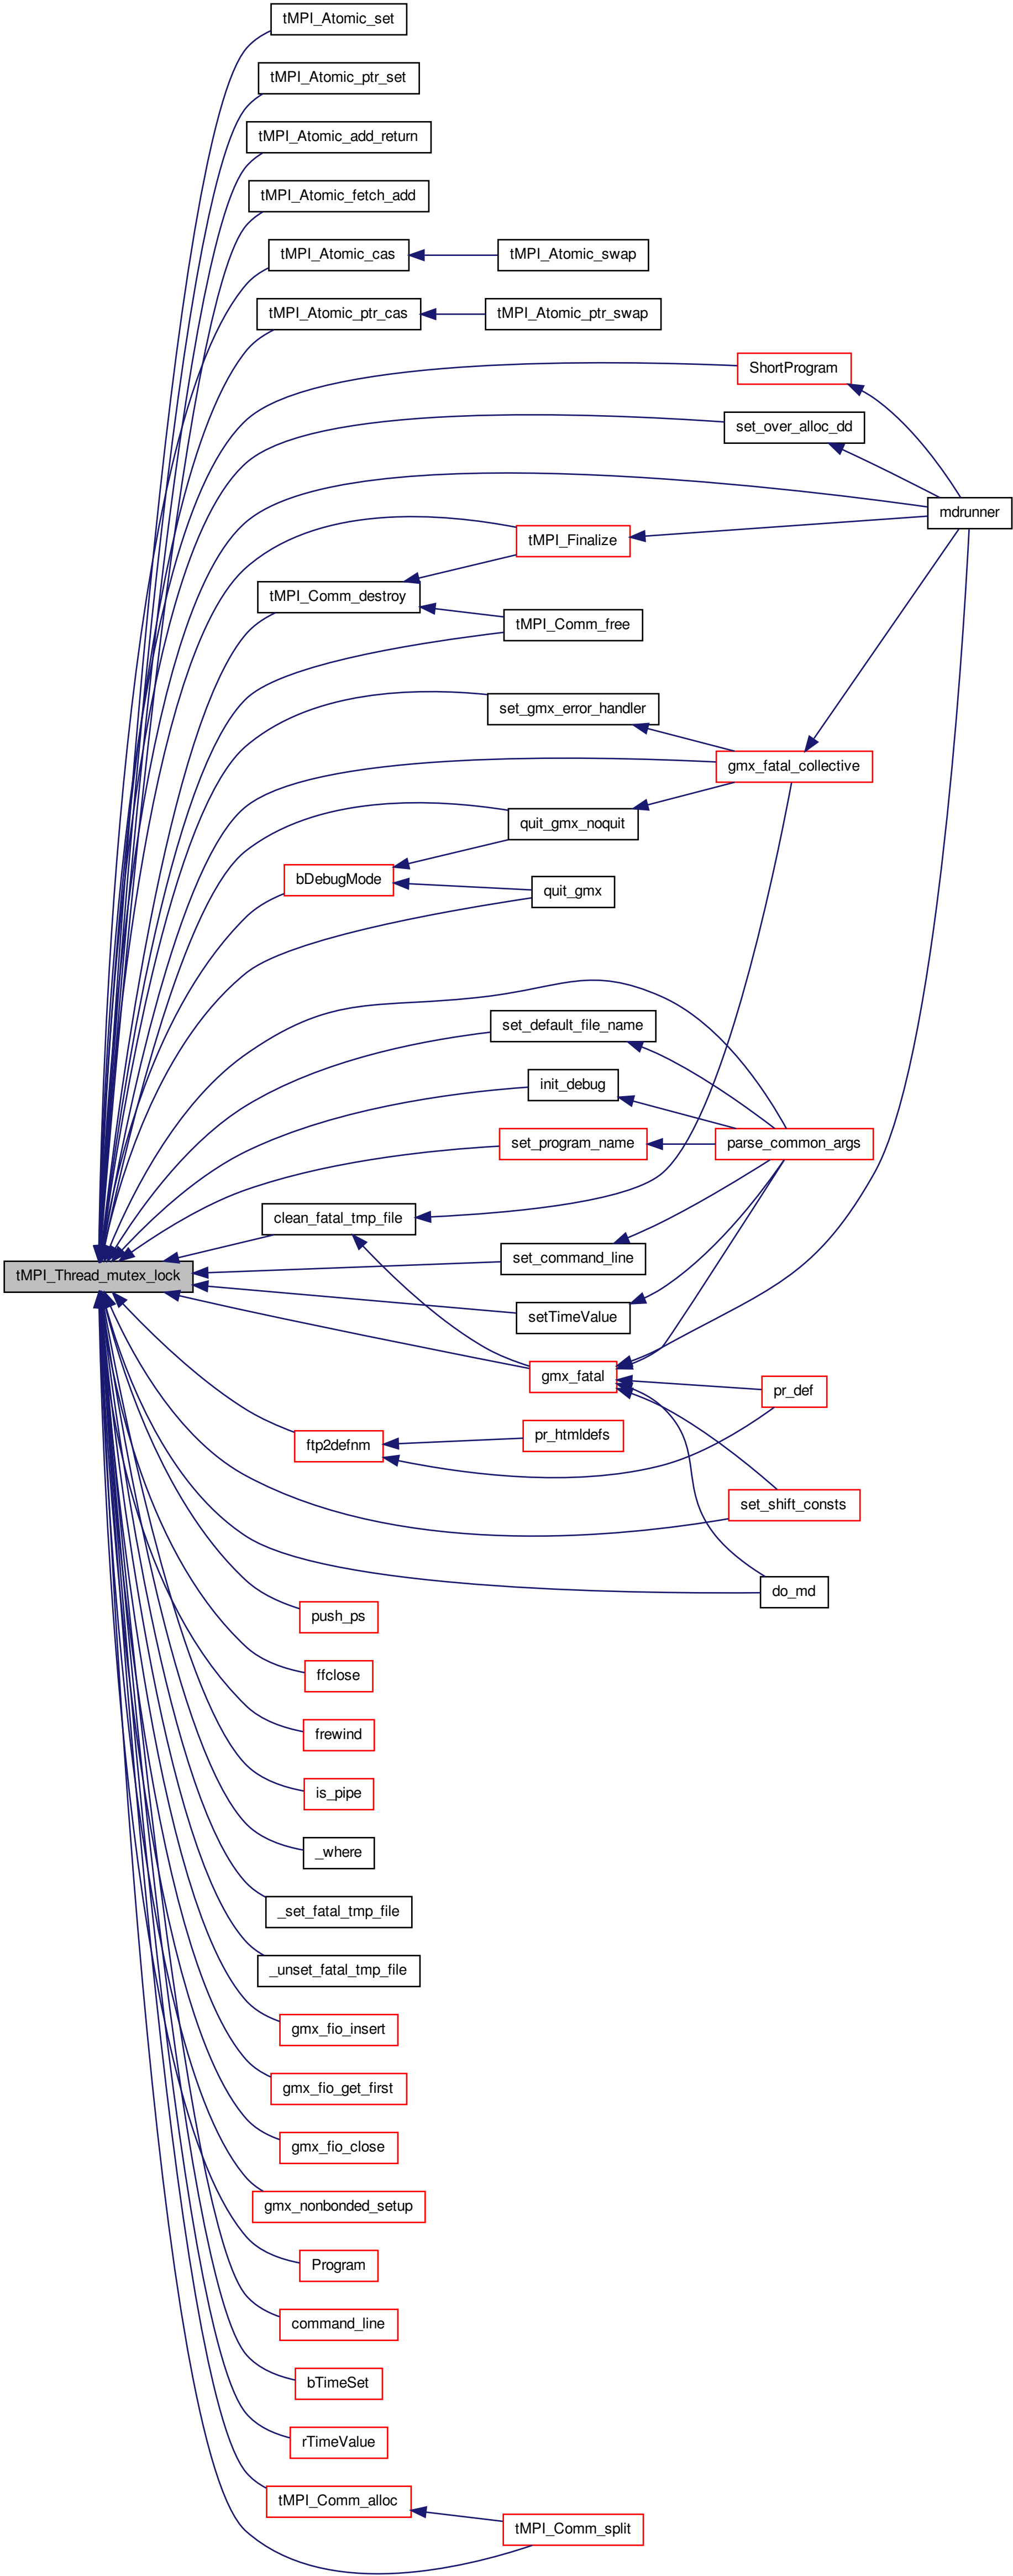 tMPI_Atomic_set
tMPI_Atomic_ptr_set
tMPI_Atomic_add_return
tMPI_Atomic_fetch_add
tMPI_Atomic_cas
tMPI_Atomic_swap
tMPI_Atomic_ptr_cas
tMPI_Atomic_ptr_swap
ShortProgram
set_over_alloc_dd
mdrunner
tMPI_Finalize
tMPI_Comm_destroy
tMPI_Comm_free
set_gmx_error_handler
gmx_fatal_collective
quit_gmx_noquit
bDebugMode
quit_gmx
set_default_file_name
init_debug
set_program_name
parse_common_args
clean_fatal_tmp_file
set_command_line
tMPI_Thread_mutex_lock
setTimeValue
gmx_fatal
pr_def
pr_htmldefs
ftp2defnm
set_shift_consts
do_md
push_ps
ffclose
frewind
is_pipe
_where
_set_fatal_tmp_file
_unset_fatal_tmp_file
gmx_fio_insert
gmx_fio_get_first
gmx_fio_close
gmx_nonbonded_setup
Program
command_line
bTimeSet
rTimeValue
tMPI_Comm_alloc
tMPI_Comm_split